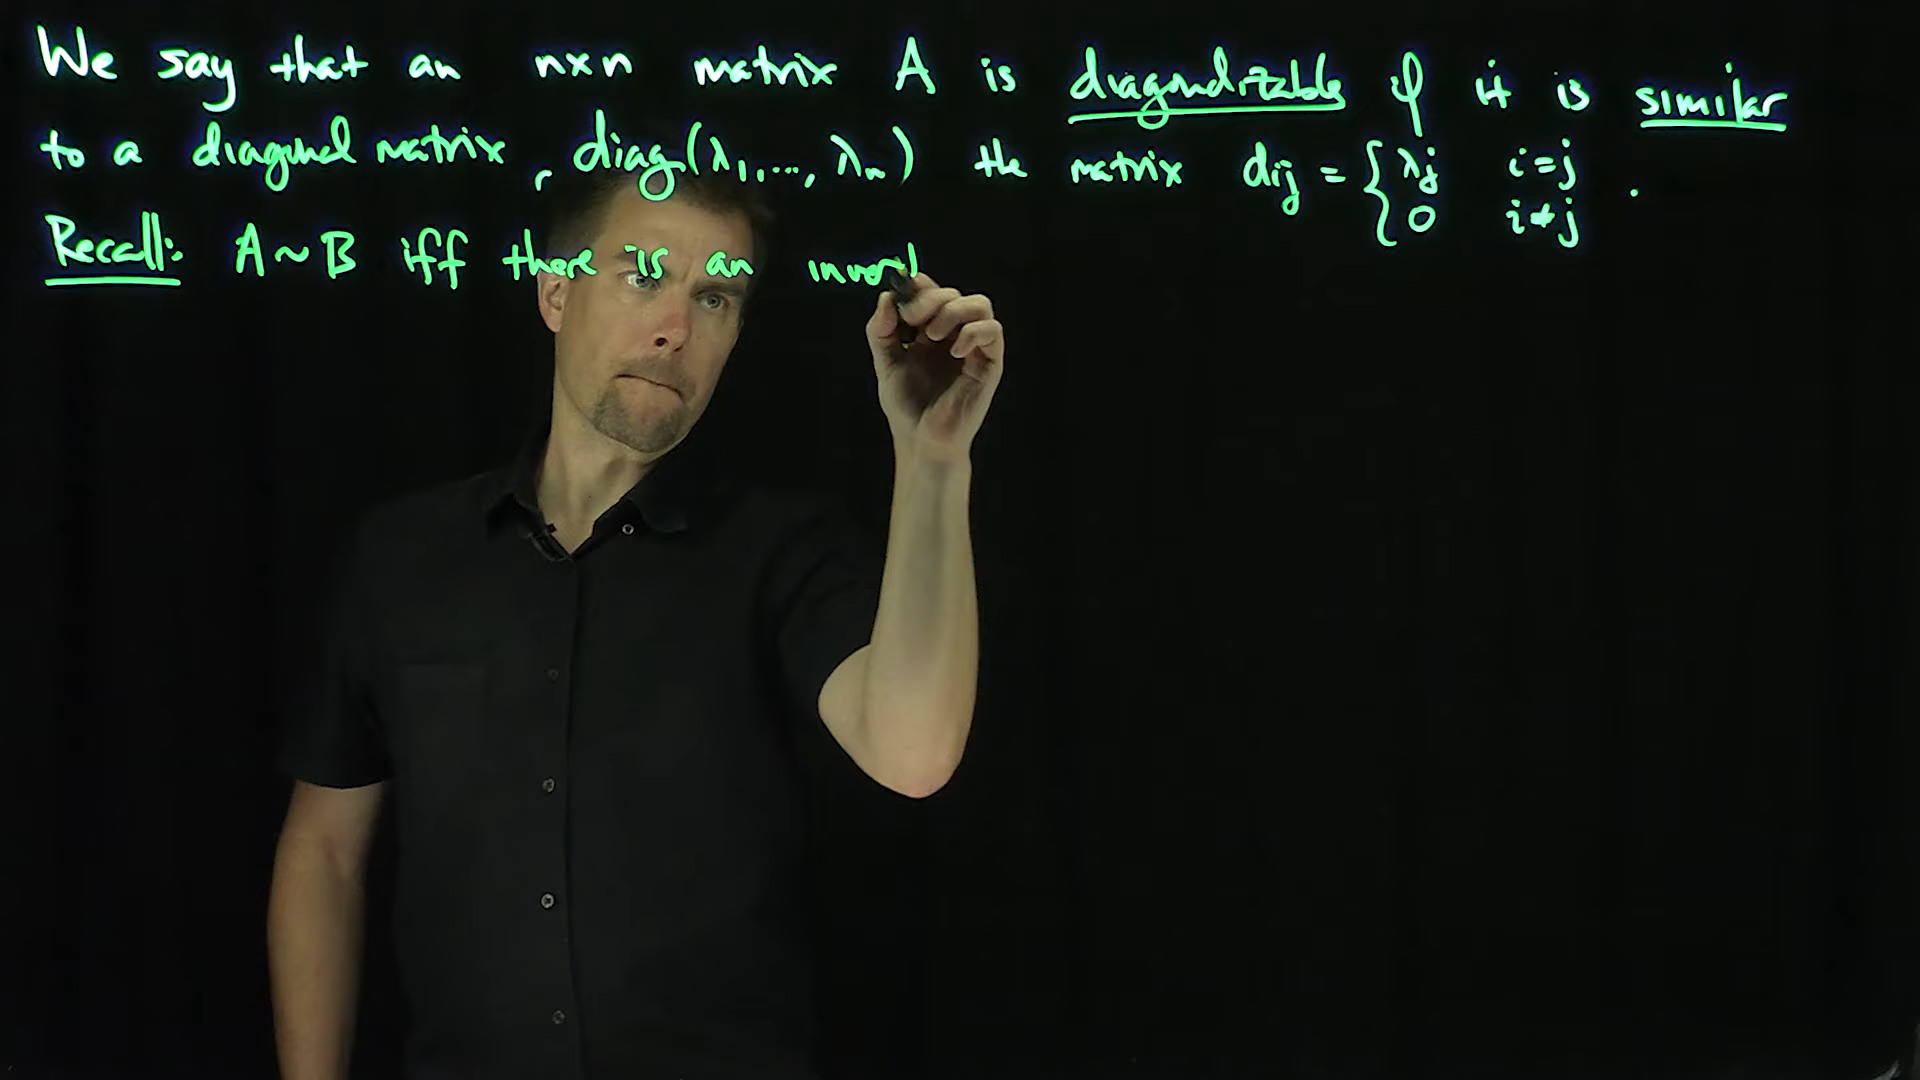 We say that an n×n matrix A is diagonalizable if it is similar
to a diagonal matrix, diag(λ₁,..., λₙ) the matrix dij = { λj i=j
0 i≠j .
Recall: A~B iff there is an invert